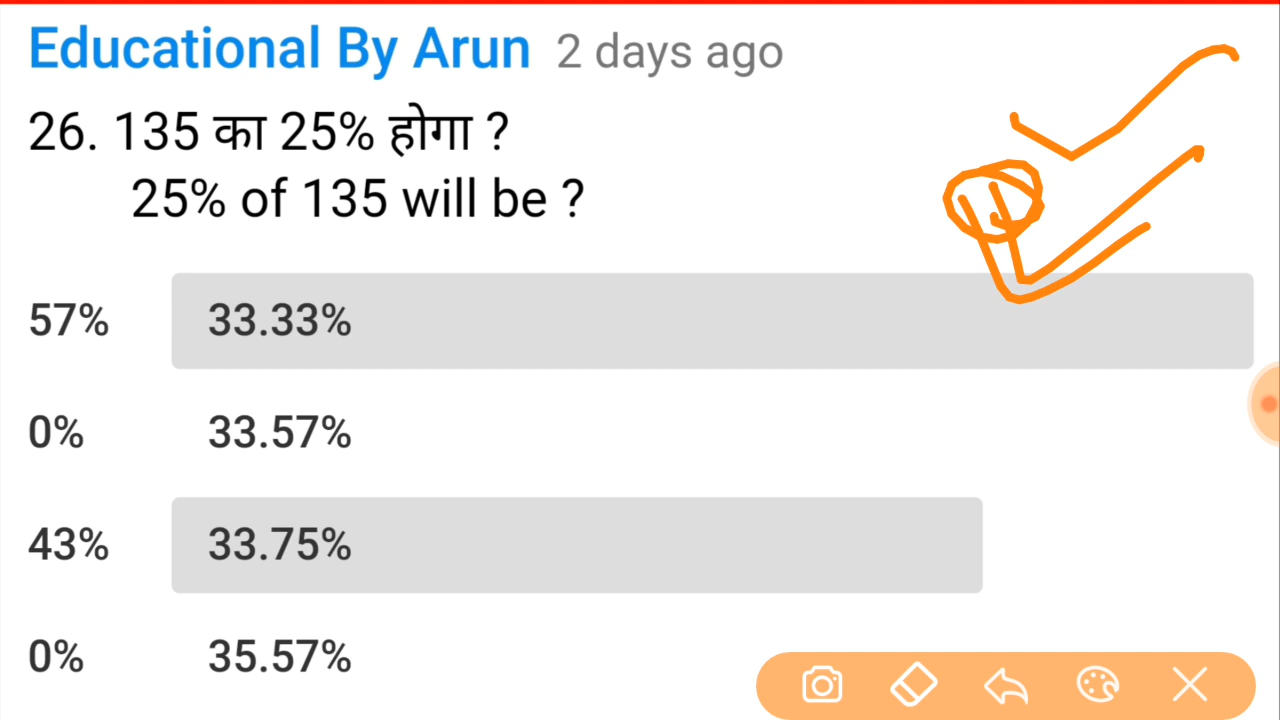 Educational By Arun 2 days ago
26. 135 का 25% होगा ?
25% of 135 will be ?
57% 33.33%
0% 33.57%
43% 33.75%
0% 35.57%